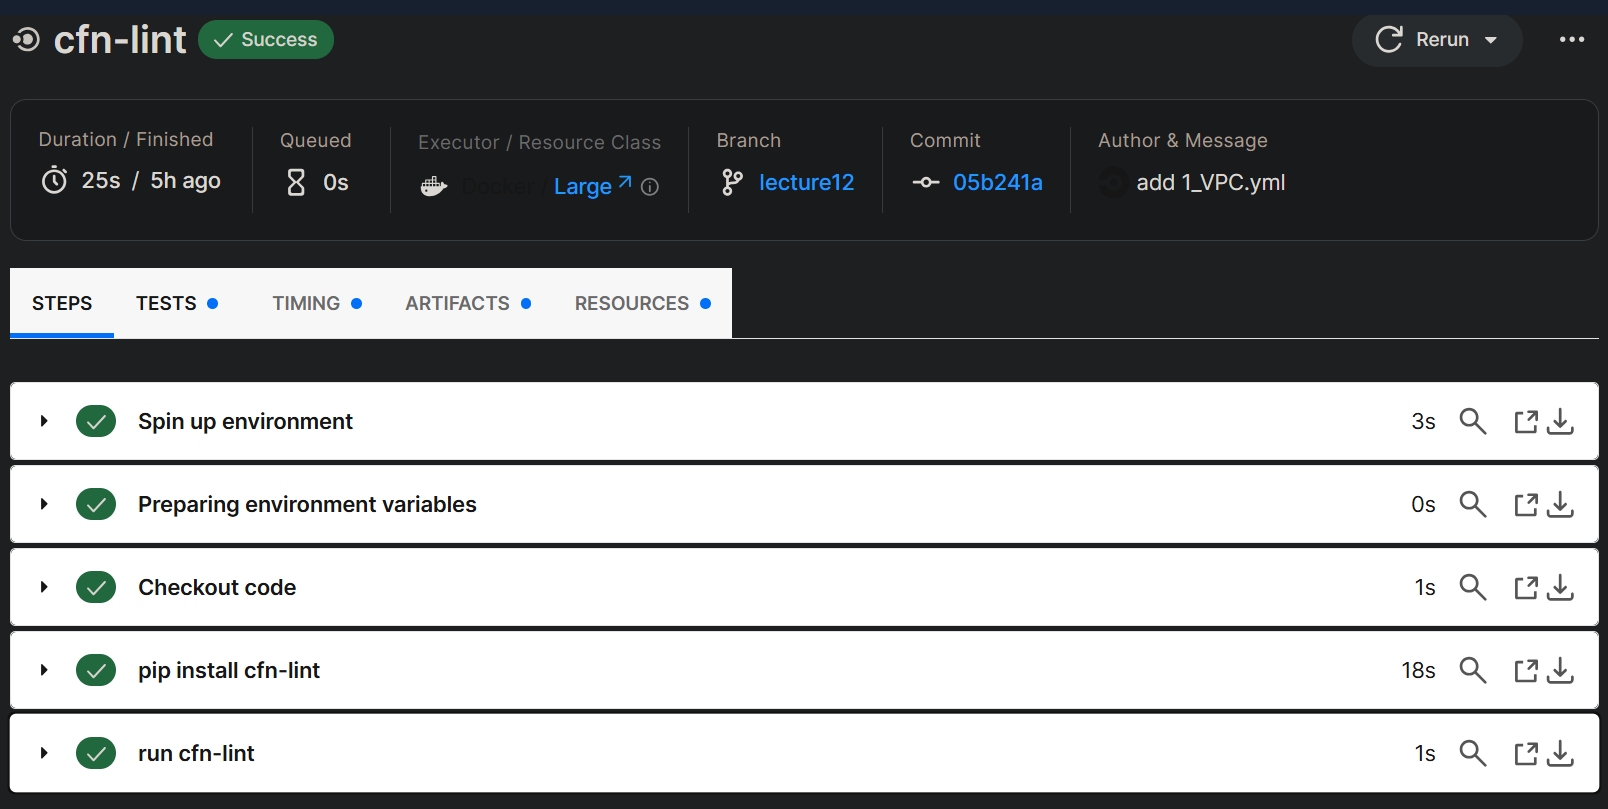 cfn-lint Success Rerun
Duration / Finished Queued Executor / Resource Class Branch Commit Author & Message
25s / 5h ago 0s Docker / Large lecture12 05b241a add 1_VPC.yml
STEPS TESTS TIMING ARTIFACTS RESOURCES
Spin up environment 3s
Preparing environment variables 0s
Checkout code 1s
pip install cfn-lint 18s
run cfn-lint 1s